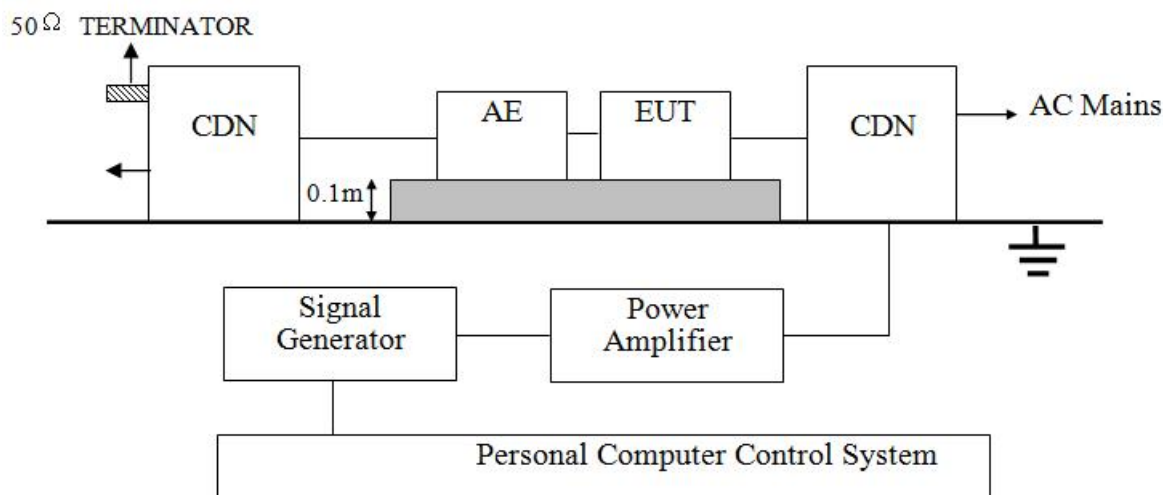 50Ω TERMINATOR
CDN
AE
EUT
CDN
AC Mains
0.1m
Signal
Generator
Power
Amplifier
Personal Computer Control System